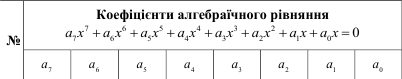 Коефіцієнти алгебраїчного рівняння
№
a₇x⁷ + a₆x⁶ + a₅x⁵ + a₄x⁴ + a₃x³ + a₂x² + a₁x + a₀x = 0
a₇ a₆ a₅ a₄ a₃ a₂ a₁ a₀